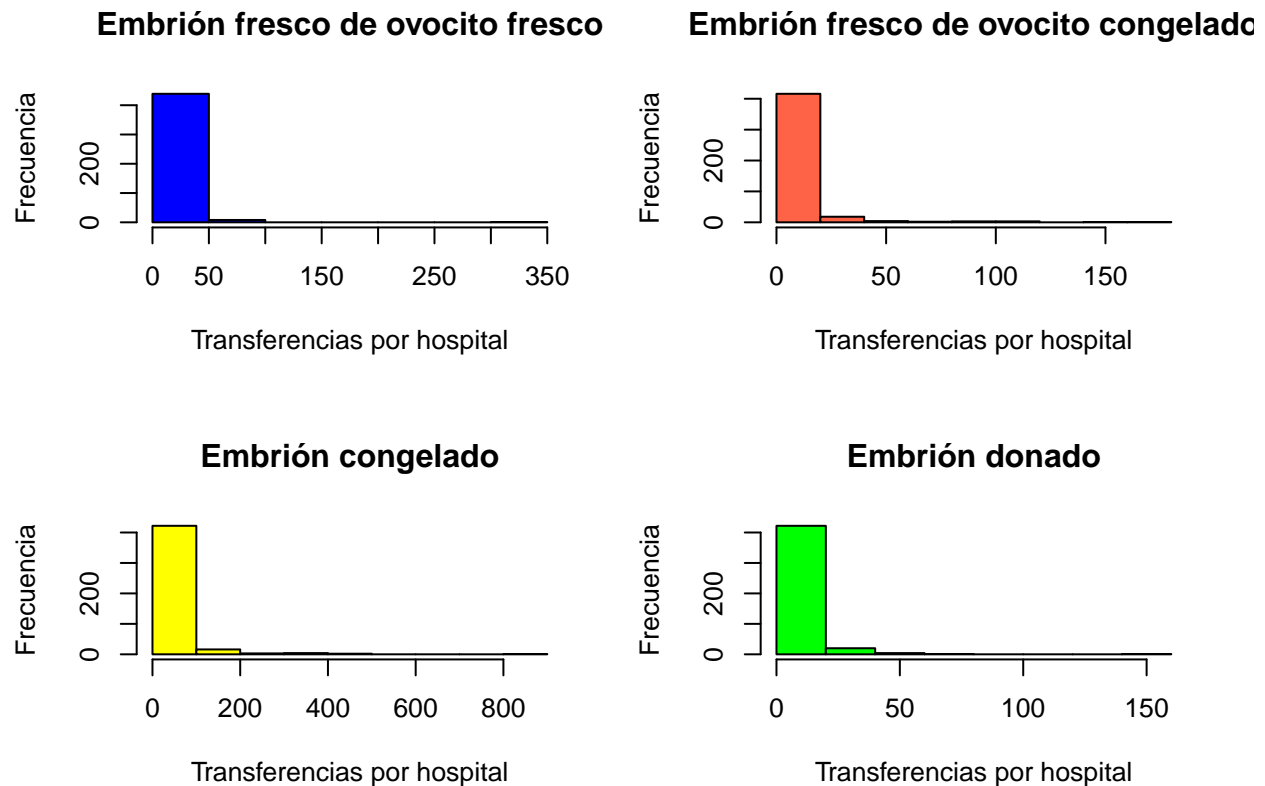 Embrión fresco de ovocito fresco
Frecuencia
200
0
0 50 150 250 350
Transferencias por hospital
Embrión fresco de ovocito congelado
Frecuencia
200
0
0 50 100 150
Transferencias por hospital
Embrión congelado
Frecuencia
200
0
0 200 400 600 800
Transferencias por hospital
Embrión donado
Frecuencia
200
0
0 50 100 150
Transferencias por hospital